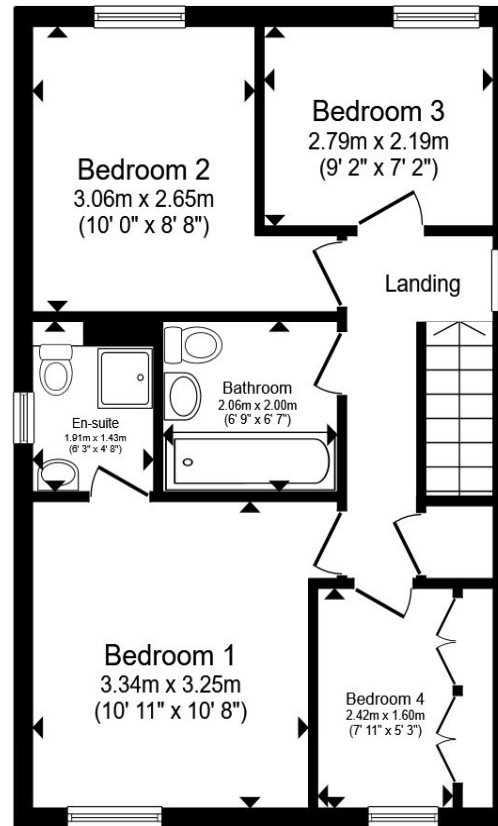 Bedroom 2
3.06m x 2.65m
(10' 0" x 8' 8")
Bedroom 3
2.79m x 2.19m
(9' 2" x 7' 2")
Landing
En-suite
1.91m x 1.43m
(6' 3" x 4' 8")
Bathroom
2.06m x 2.00m
(6' 9" x 6' 7")
Bedroom 1
3.34m x 3.25m
(10' 11" x 10' 8")
Bedroom 4
2.42m x 1.60m
(7' 11" x 5' 3")